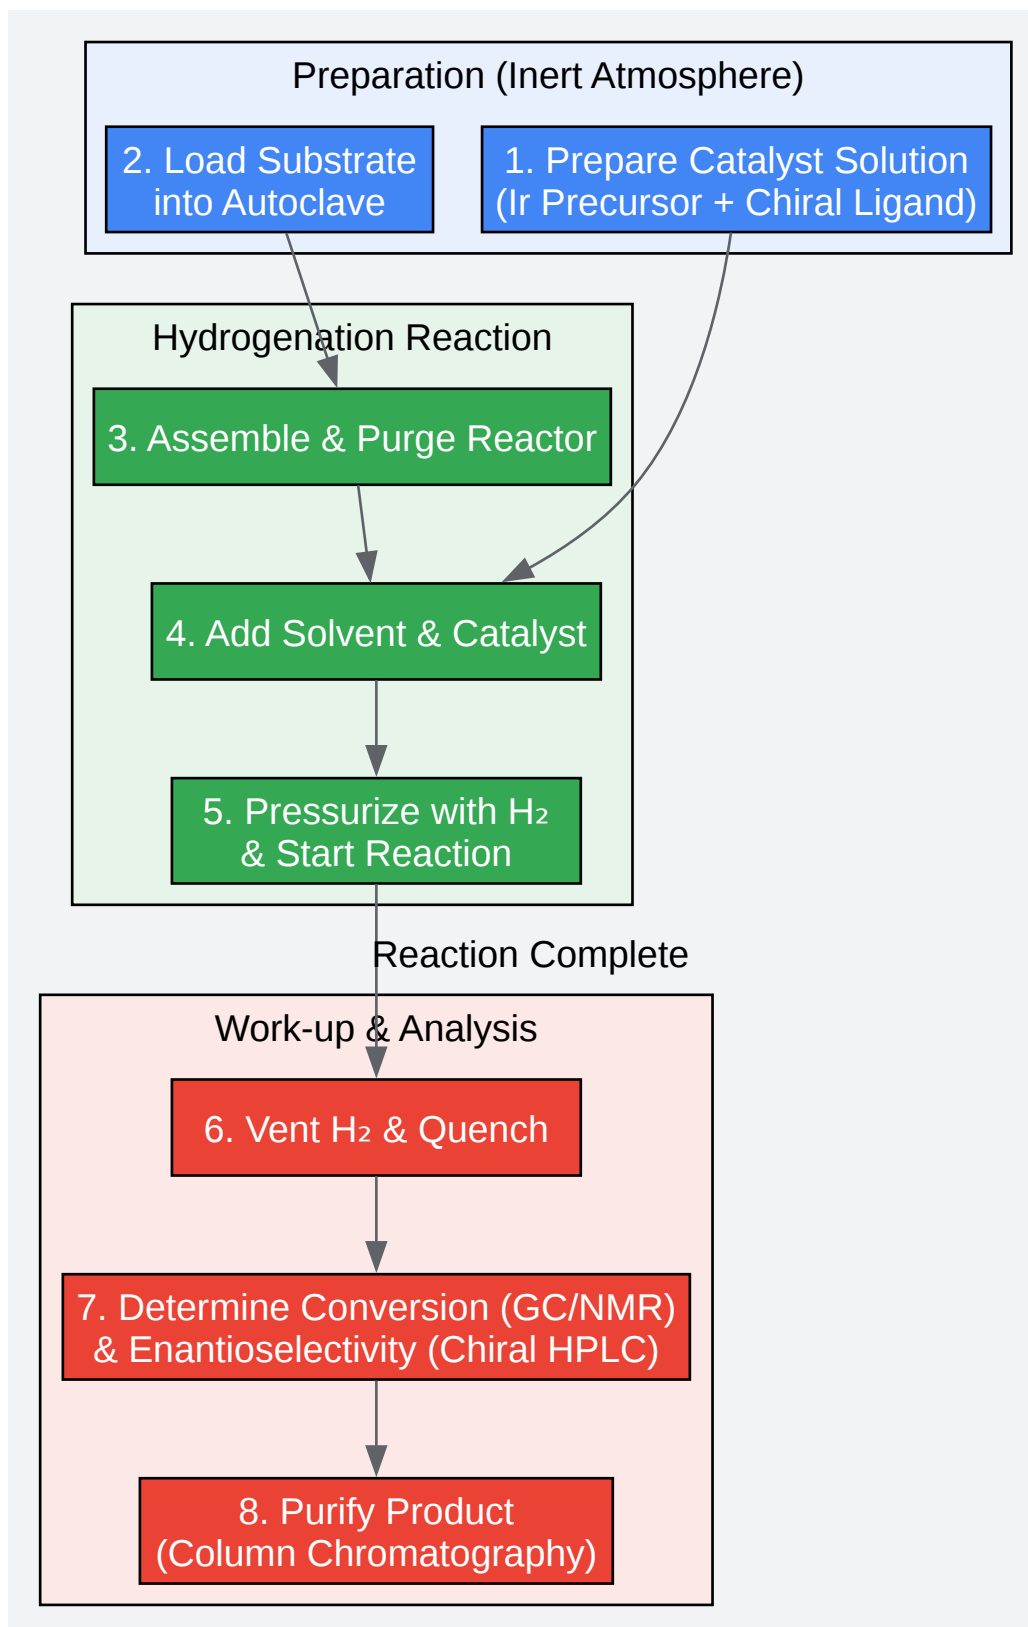 Preparation (Inert Atmosphere)
2. Load Substrate
into Autoclave
1. Prepare Catalyst Solution
(Ir Precursor + Chiral Ligand)
Hydrogenation Reaction
3. Assemble & Purge Reactor
4. Add Solvent & Catalyst
5. Pressurize with H₂
& Start Reaction
Reaction Complete
Work-up & Analysis
6. Vent H₂ & Quench
7. Determine Conversion (GC/NMR)
& Enantioselectivity (Chiral HPLC)
8. Purify Product
(Column Chromatography)